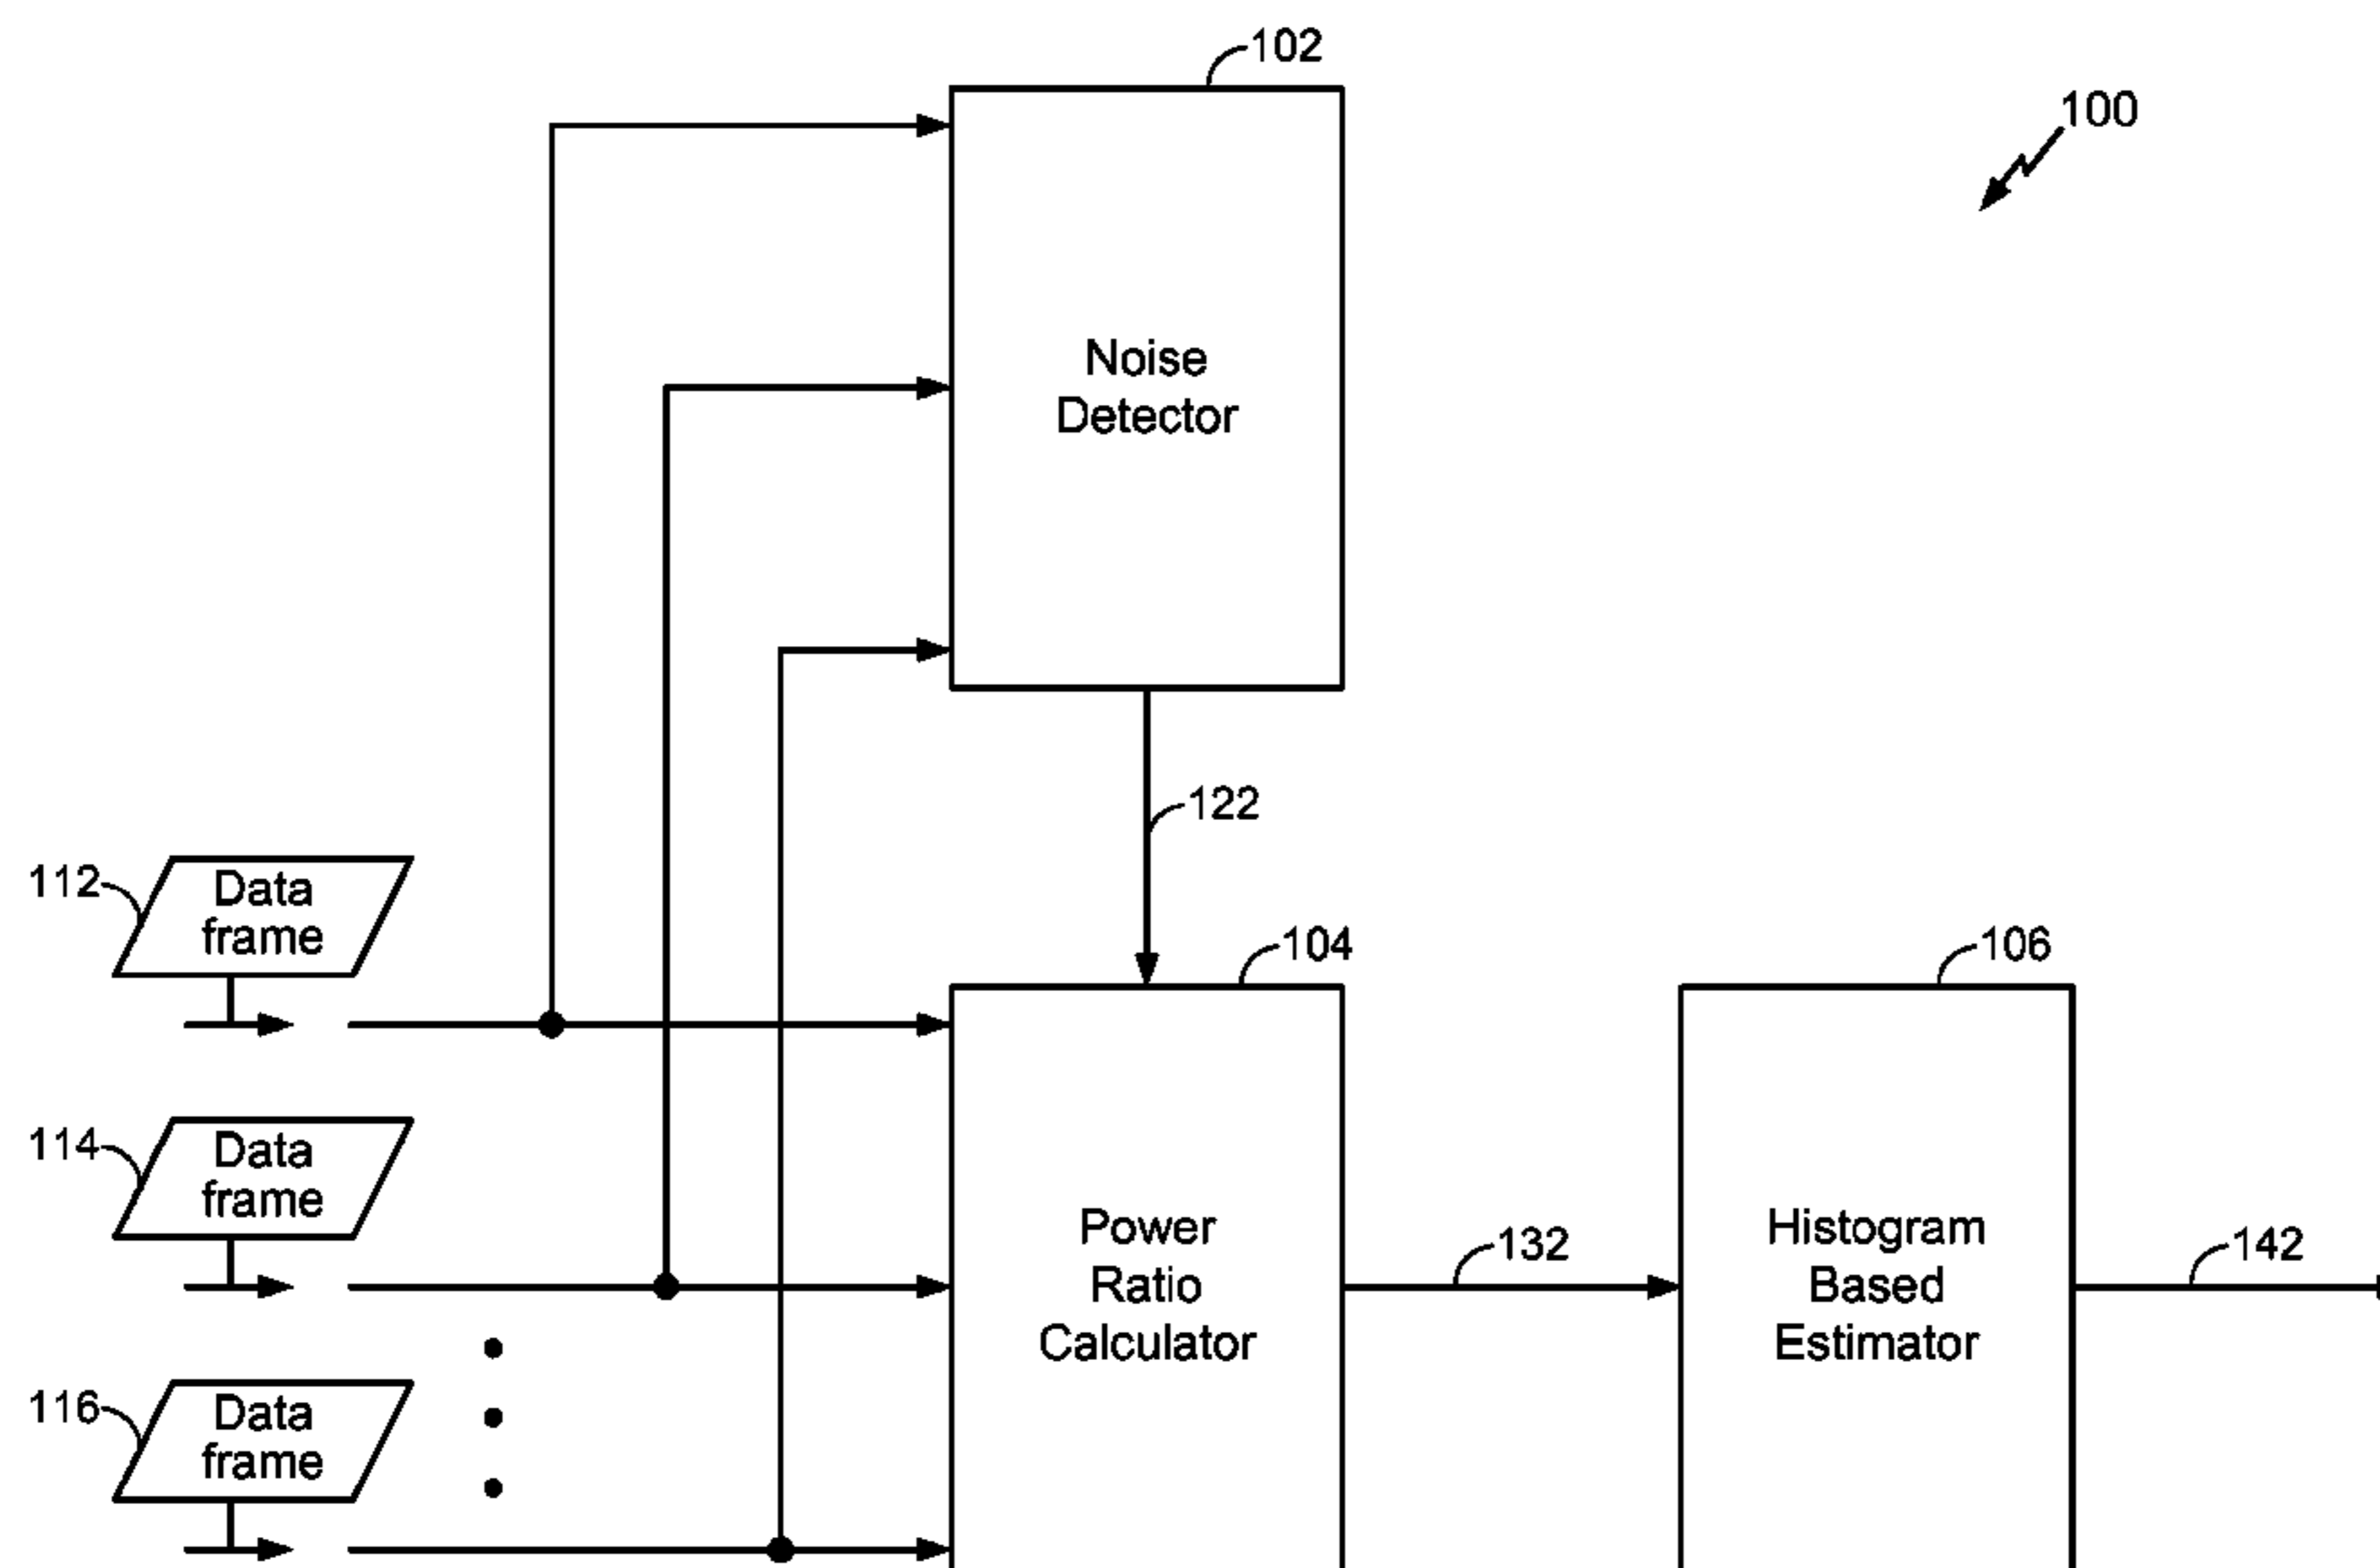 102
100
Noise
Detector
122
112
Data
frame
104
106
114
Data
frame
Power
Ratio
Calculator
132
Histogram
Based
Estimator
142
116
Data
frame